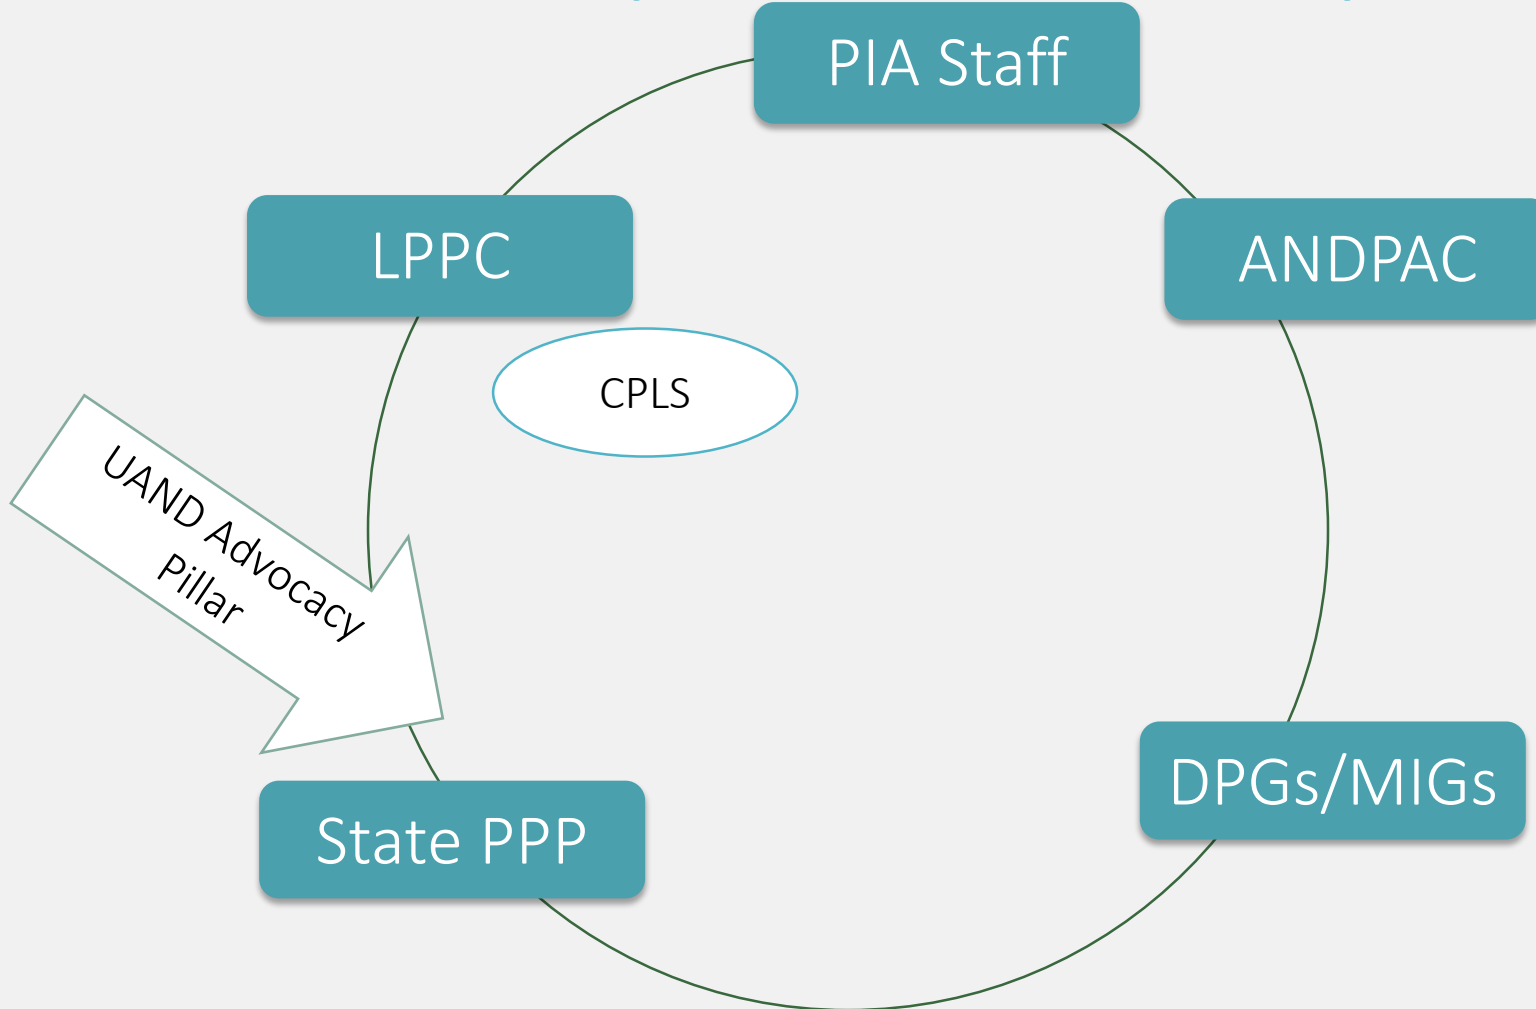 PIA Staff
LPPC
ANDPAC
CPLS
UAND Advocacy
Pillar
DPGs/MIGs
State PPP